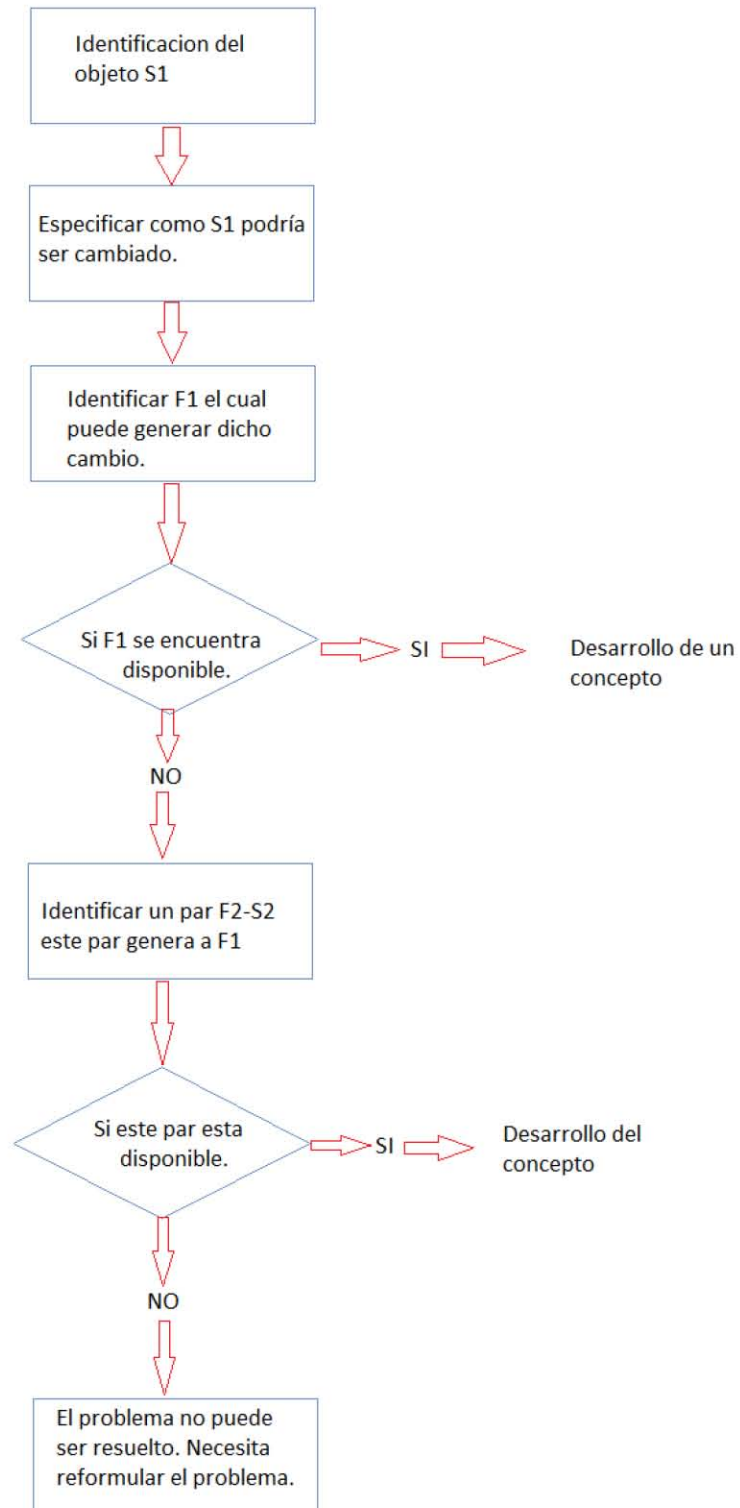 Identificacion del
objeto S1
Especificar como S1 podría
ser cambiado.
Identificar F1 el cual
puede generar dicho
cambio.
Si F1 se encuentra
disponible.
SI
Desarrollo de un
concepto
NO
Identificar un par F2-S2
este par genera a F1
Si este par esta
disponible.
SI
Desarrollo del
concepto
NO
El problema no puede
ser resuelto. Necesita
reformular el problema.